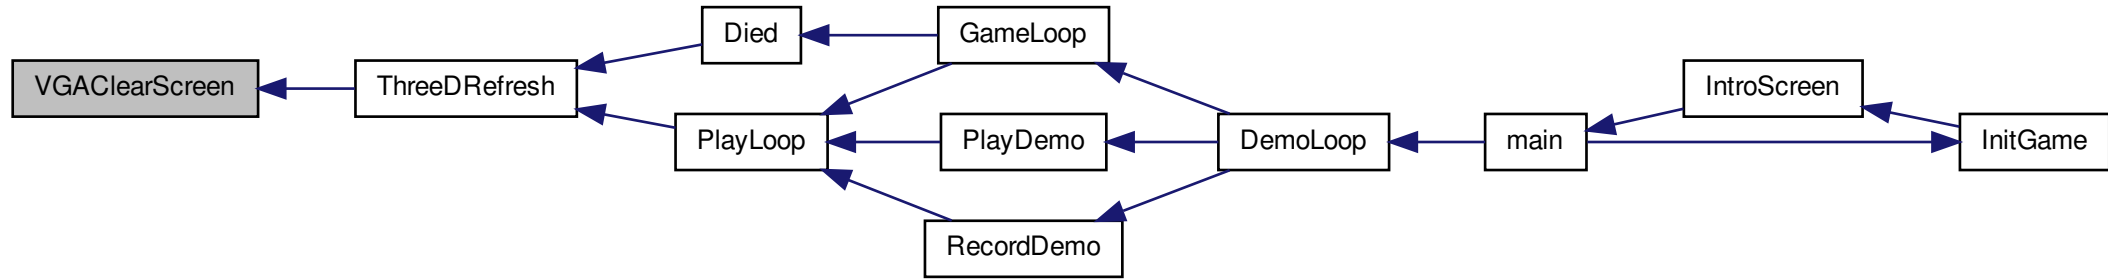 VGAClearScreen
ThreeDRefresh
Died
PlayLoop
GameLoop
PlayDemo
RecordDemo
DemoLoop
main
IntroScreen
InitGame